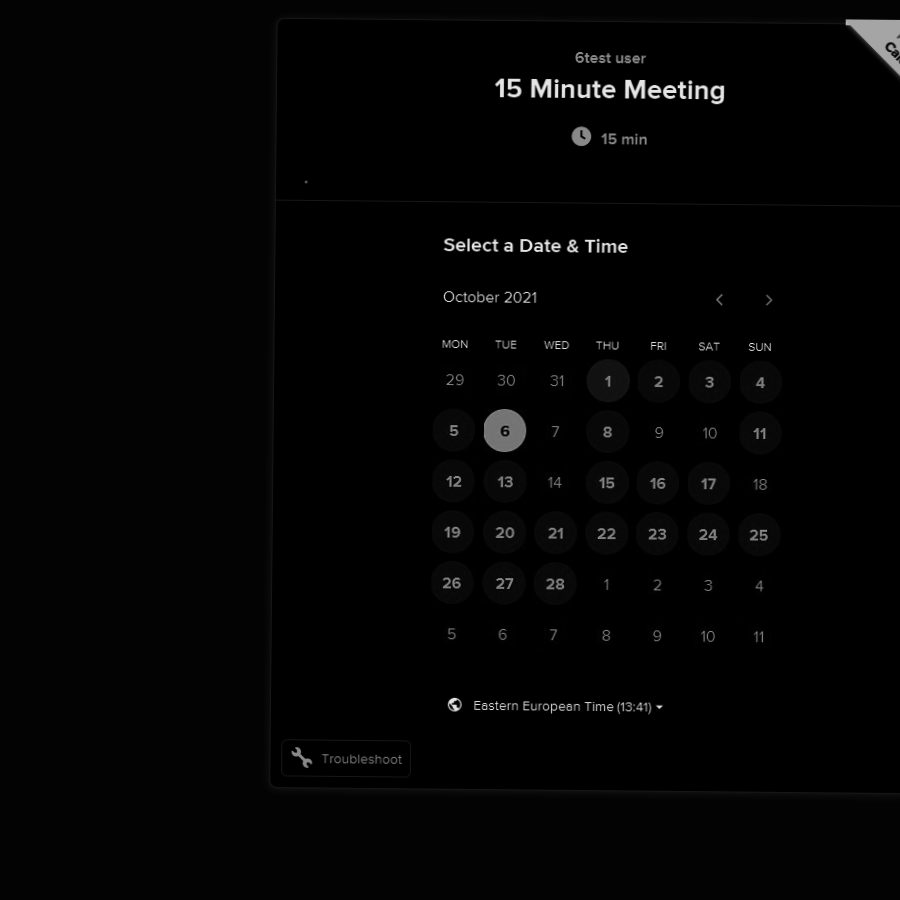 6test user
15 Minute Meeting
15 min
Select a Date & Time
October 2021
MON TUE WED THU FRI SAT SUN
29 30 31 1 2 3 4
5 6 7 8 9 10 11
12 13 14 15 16 17 18
19 20 21 22 23 24 25
26 27 28 1 2 3 4
5 6 7 8 9 10 11
Eastern European Time (13:41)
Troubleshoot